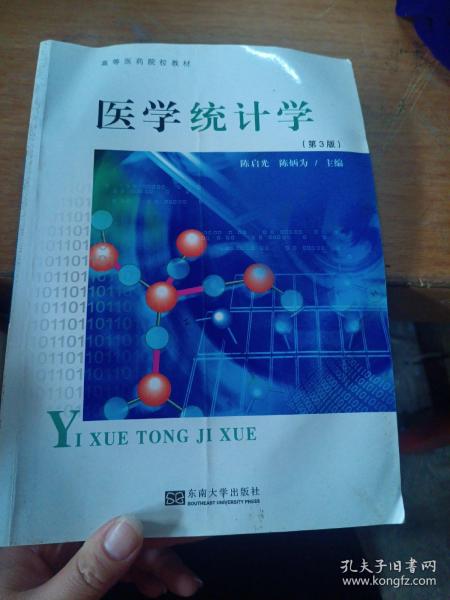 高等医药院校教材
医学统计学
（第3版）
陈启光 陈炳为 / 主编
YI XUE TONG JI XUE
东南大学出版社
SOUTHEAST UNIVERSITY PRESS
孔夫子旧书网
www.kongfz.com